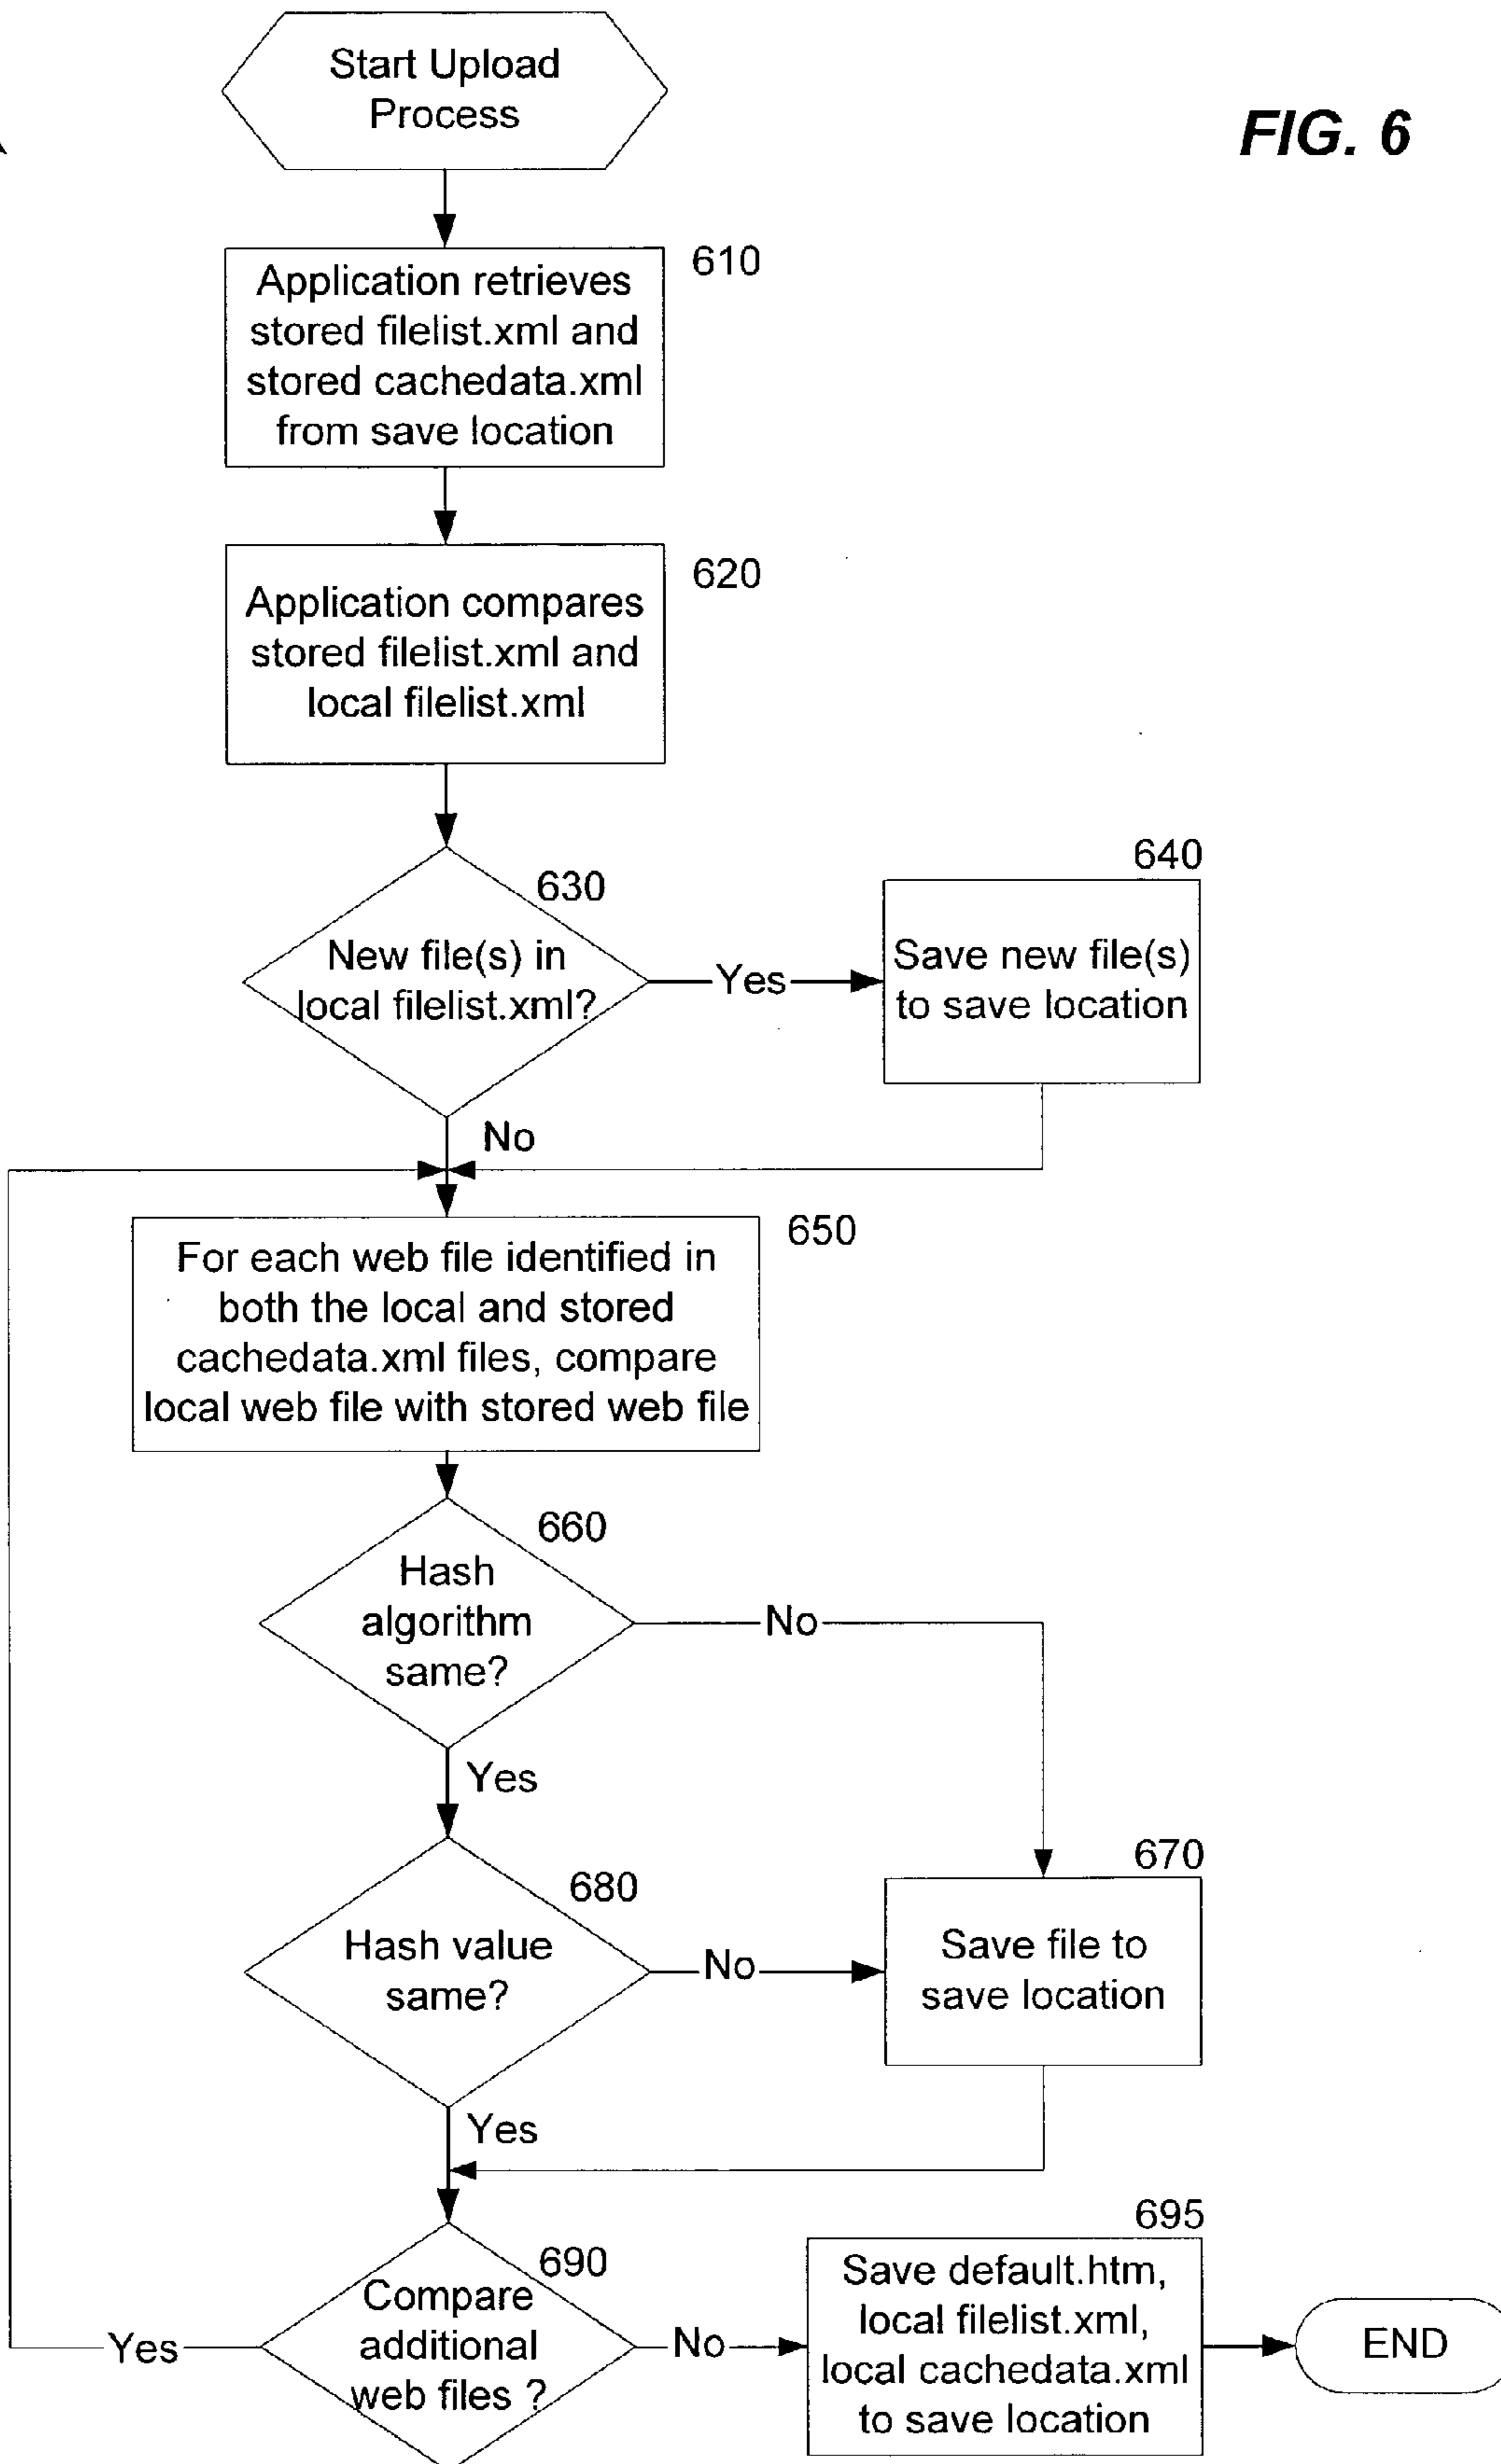 Start Upload
Process
FIG. 6
610
Application retrieves
stored filelist.xml and
stored cachedata.xml
from save location
620
Application compares
stored filelist.xml and
local filelist.xml
630
New file(s) in
local filelist.xml?
Yes
640
Save new file(s)
to save location
No
650
For each web file identified in
both the local and stored
cachedata.xml files, compare
local web file with stored web file
660
Hash
algorithm
same?
No
Yes
670
Save file to
save location
680
Hash value
same?
No
Yes
690
Compare
additional
web files ?
Yes
No
695
Save default.htm,
local filelist.xml,
local cachedata.xml
to save location
END